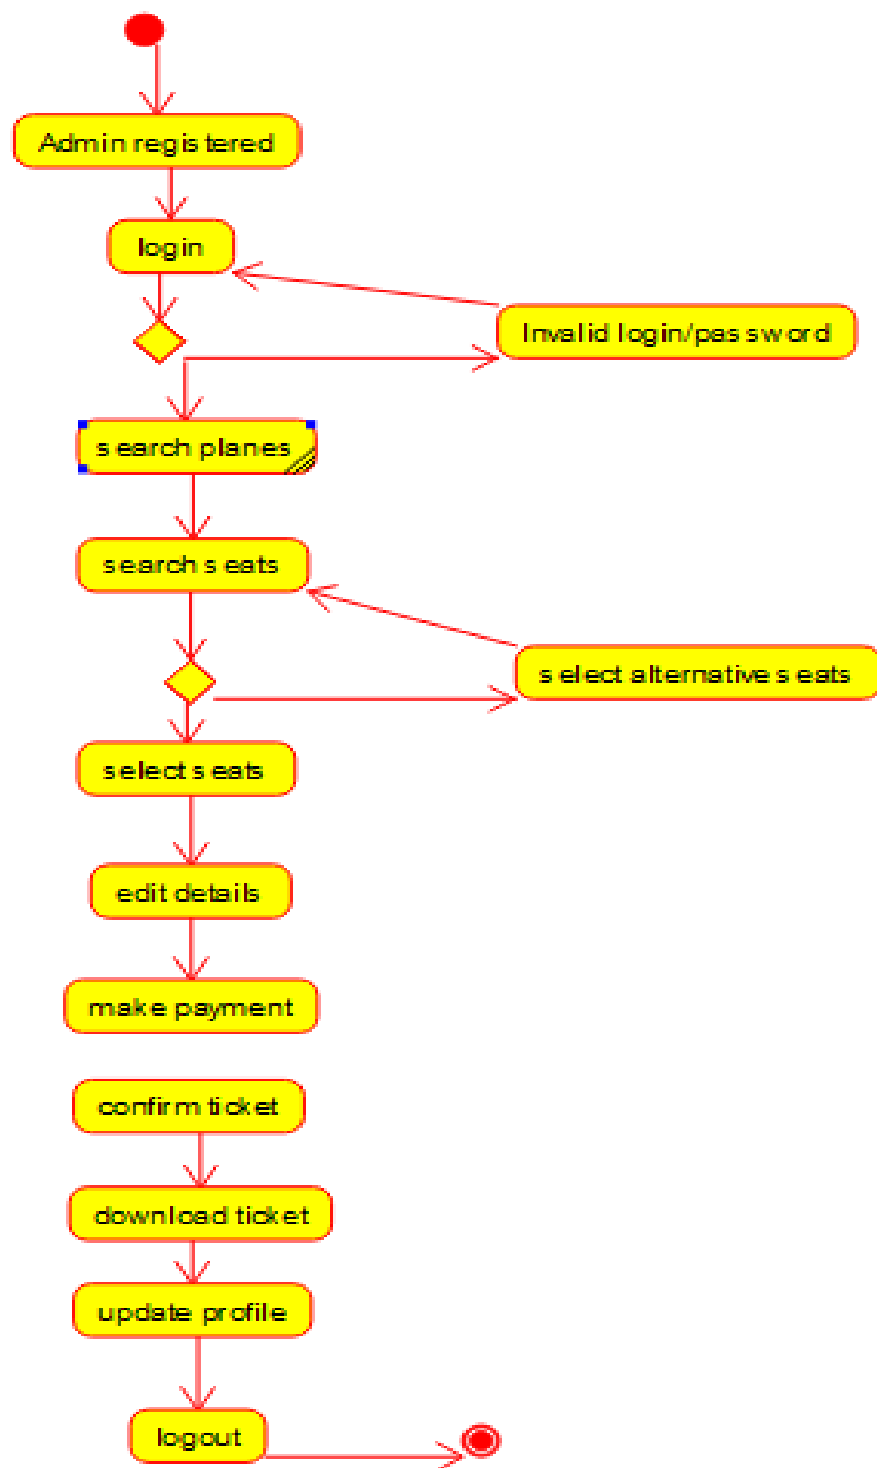 Admin registered
login
Invalid login/password
search planes
search seats
select alternative seats
select seats
edit details
make payment
confirm ticket
download ticket
update profile
logout